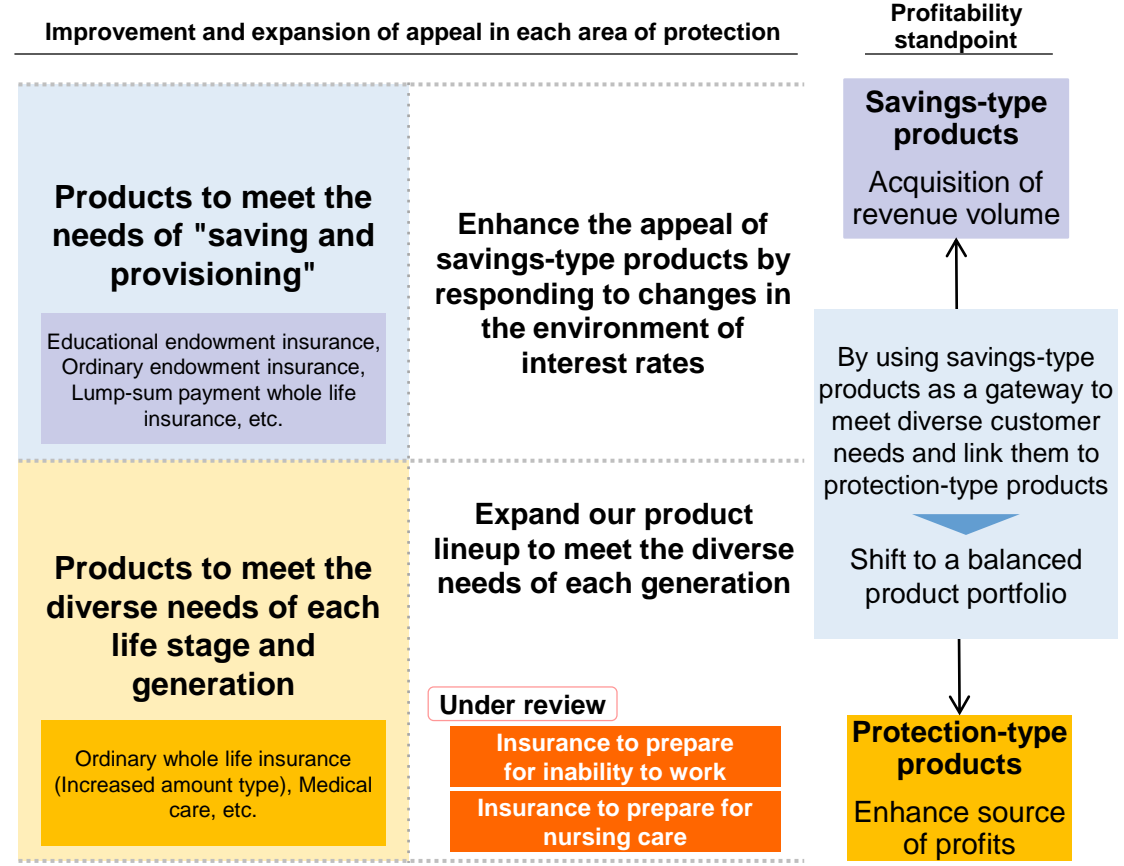 Improvement and expansion of appeal in each area of protection
Profitability
standpoint
Products to meet the
needs of "saving and
provisioning"
Educational endowment insurance,
Ordinary endowment insurance,
Lump-sum payment whole life
insurance, etc.
Enhance the appeal of
savings-type products by
responding to changes in
the environment of
interest rates
Products to meet the
diverse needs of each
life stage and
generation
Ordinary whole life insurance
(Increased amount type), Medical
care, etc.
Expand our product
lineup to meet the diverse
needs of each generation
Under review
Insurance to prepare
for inability to work
Insurance to prepare for
nursing care
Savings-type
products
Acquisition of
revenue volume
By using savings-type
products as a gateway to
meet diverse customer
needs and link them to
protection-type products
Shift to a balanced
product portfolio
Protection-type
products
Enhance source
of profits